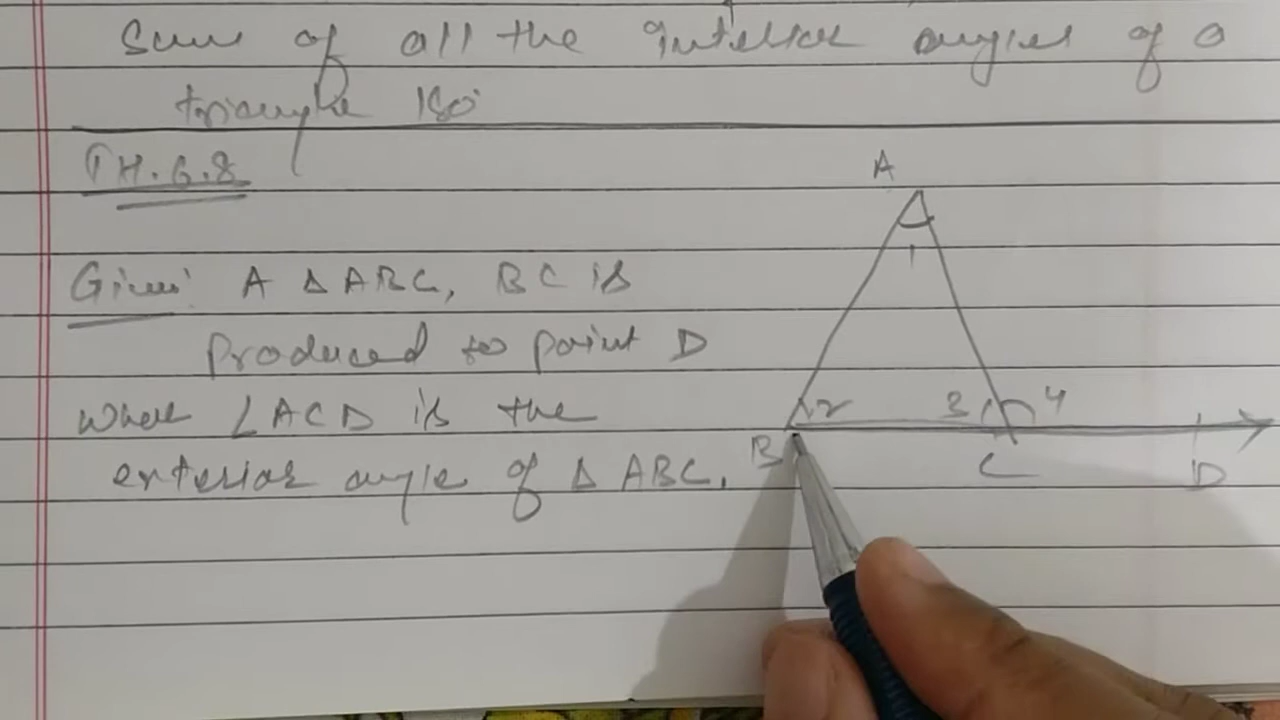 Sum of all the interior angles of a
triangle 180°
TH.6.8
Given: A Δ ABC, BC is
produced to point D
where ∠ACD is the
exterior angle of Δ ABC.
A
1
2 3 4
B C D